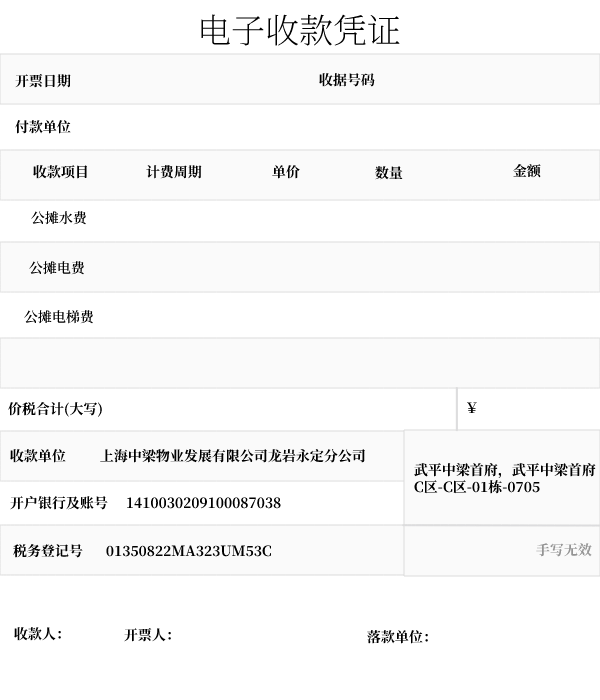 电子收款凭证
开票日期 收据号码
付款单位
收款项目 计费周期 单价 数量 金额
公摊水费
公摊电费
公摊电梯费
价税合计(大写) ¥
收款单位 上海中梁物业发展有限公司龙岩永定分公司
武平中梁首府，武平中梁首府
C区-C区-01栋-0705
开户银行及账号 1410030209100087038
税务登记号 01350822MA323UM53C
手写无效
收款人： 开票人： 落款单位：